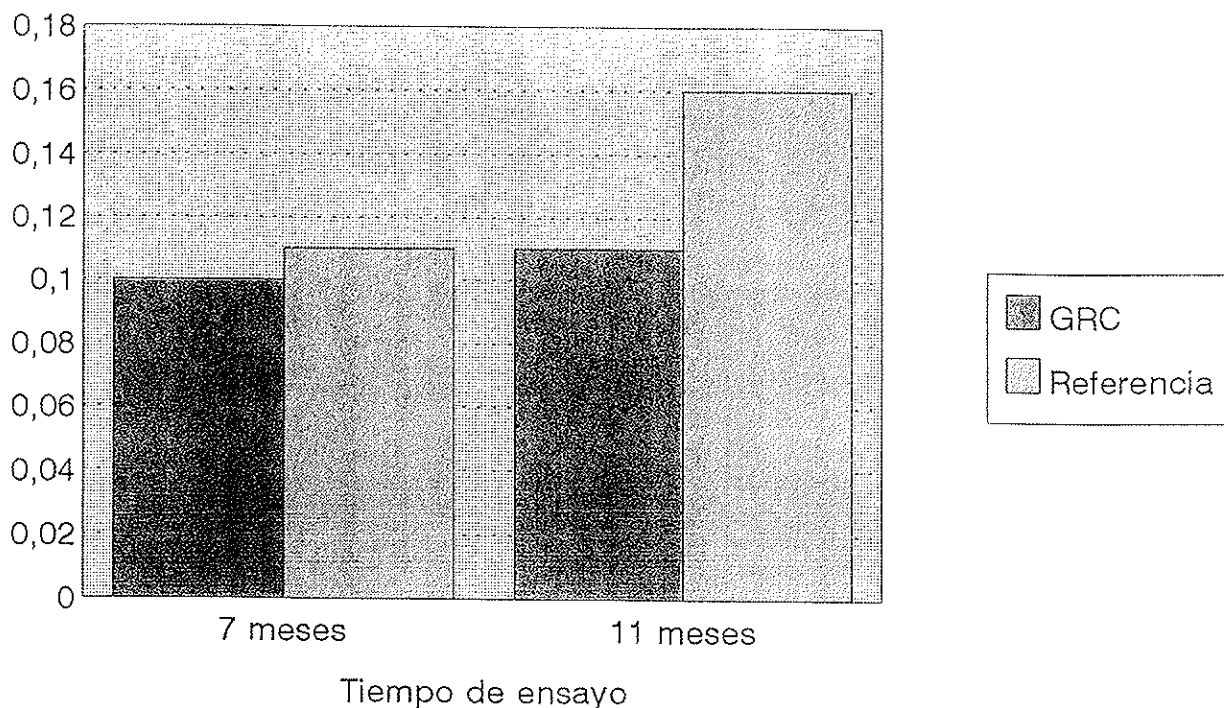 0,18
0,16
0,14
0,12
0,1
0,08
0,06
0,04
0,02
0
7 meses
11 meses
Tiempo de ensayo
GRC
Referencia